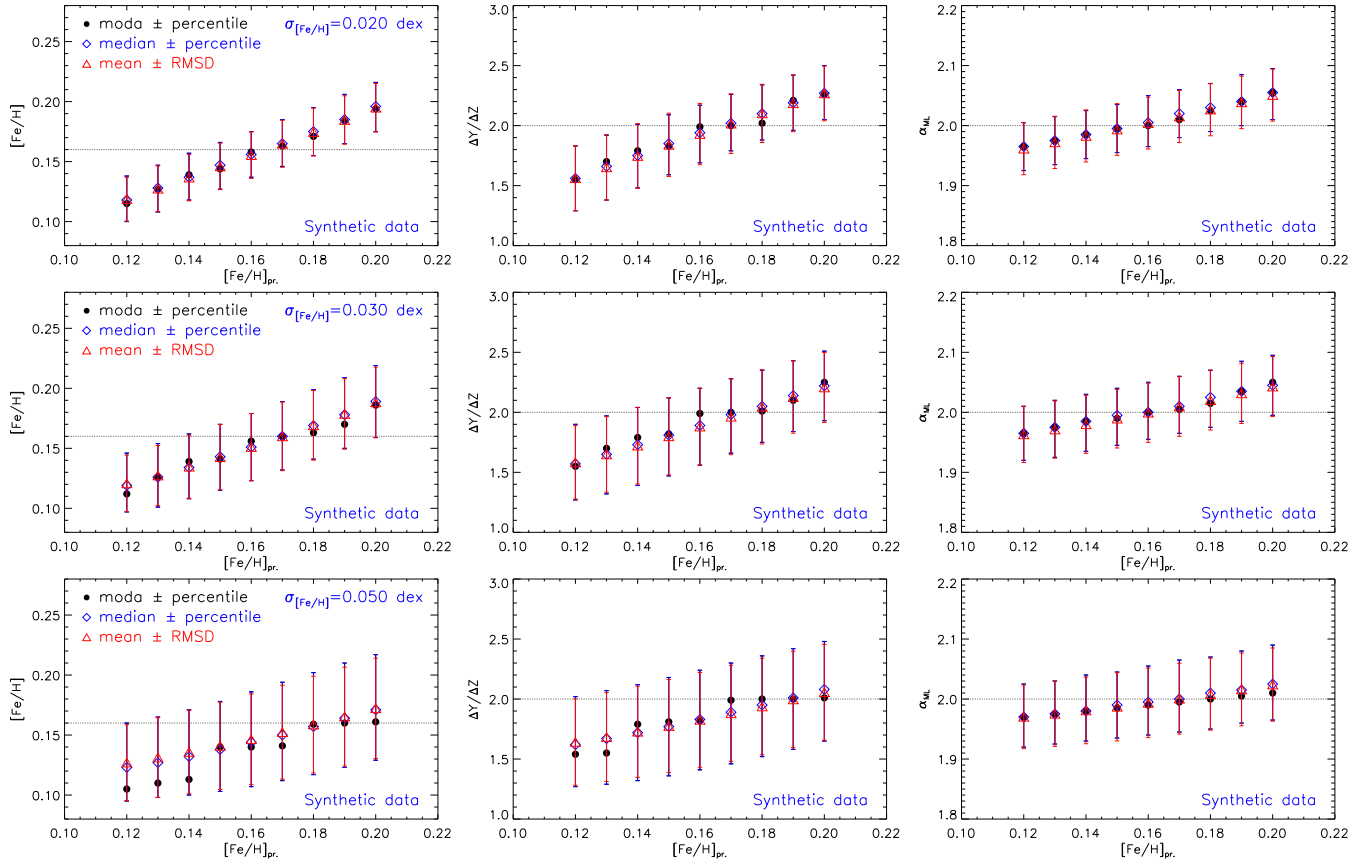 moda ± percentile
σ[Fe/H]=0.020 dex
median ± percentile
mean ± RMSD
[Fe/H]
0.25
0.20
0.15
0.10
Synthetic data
0.10 0.12 0.14 0.16 0.18 0.20 0.22
[Fe/H]pr.
ΔY/ΔZ
3.0
2.5
2.0
1.5
1.0
Synthetic data
0.10 0.12 0.14 0.16 0.18 0.20 0.22
[Fe/H]pr.
αML
2.2
2.1
2.0
1.9
1.8
Synthetic data
0.10 0.12 0.14 0.16 0.18 0.20 0.22
[Fe/H]pr.
moda ± percentile
σ[Fe/H]=0.030 dex
median ± percentile
mean ± RMSD
[Fe/H]
0.25
0.20
0.15
0.10
Synthetic data
0.10 0.12 0.14 0.16 0.18 0.20 0.22
[Fe/H]pr.
ΔY/ΔZ
3.0
2.5
2.0
1.5
1.0
Synthetic data
0.10 0.12 0.14 0.16 0.18 0.20 0.22
[Fe/H]pr.
αML
2.2
2.1
2.0
1.9
1.8
Synthetic data
0.10 0.12 0.14 0.16 0.18 0.20 0.22
[Fe/H]pr.
moda ± percentile
σ[Fe/H]=0.050 dex
median ± percentile
mean ± RMSD
[Fe/H]
0.25
0.20
0.15
0.10
Synthetic data
0.10 0.12 0.14 0.16 0.18 0.20 0.22
[Fe/H]pr.
ΔY/ΔZ
3.0
2.5
2.0
1.5
1.0
Synthetic data
0.10 0.12 0.14 0.16 0.18 0.20 0.22
[Fe/H]pr.
αML
2.2
2.1
2.0
1.9
1.8
Synthetic data
0.10 0.12 0.14 0.16 0.18 0.20 0.22
[Fe/H]pr.